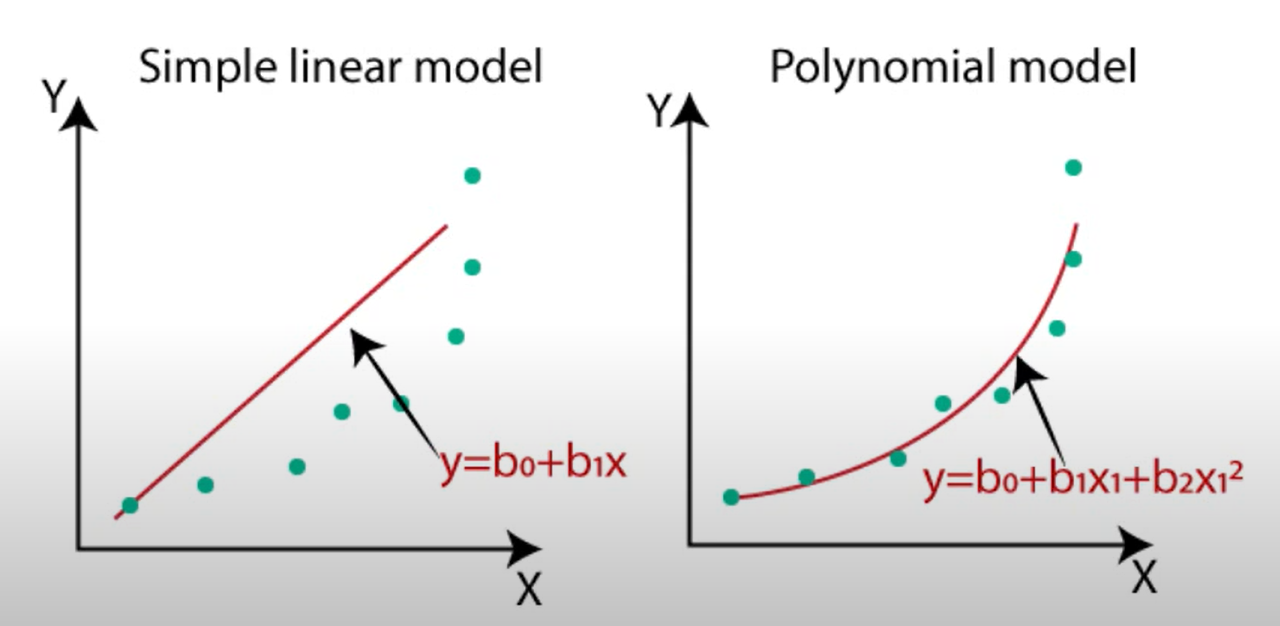 Simple linear model
Y
y=b₀+b₁x
X
Polynomial model
Y
y=b₀+b₁x₁+b₂x₁²
X